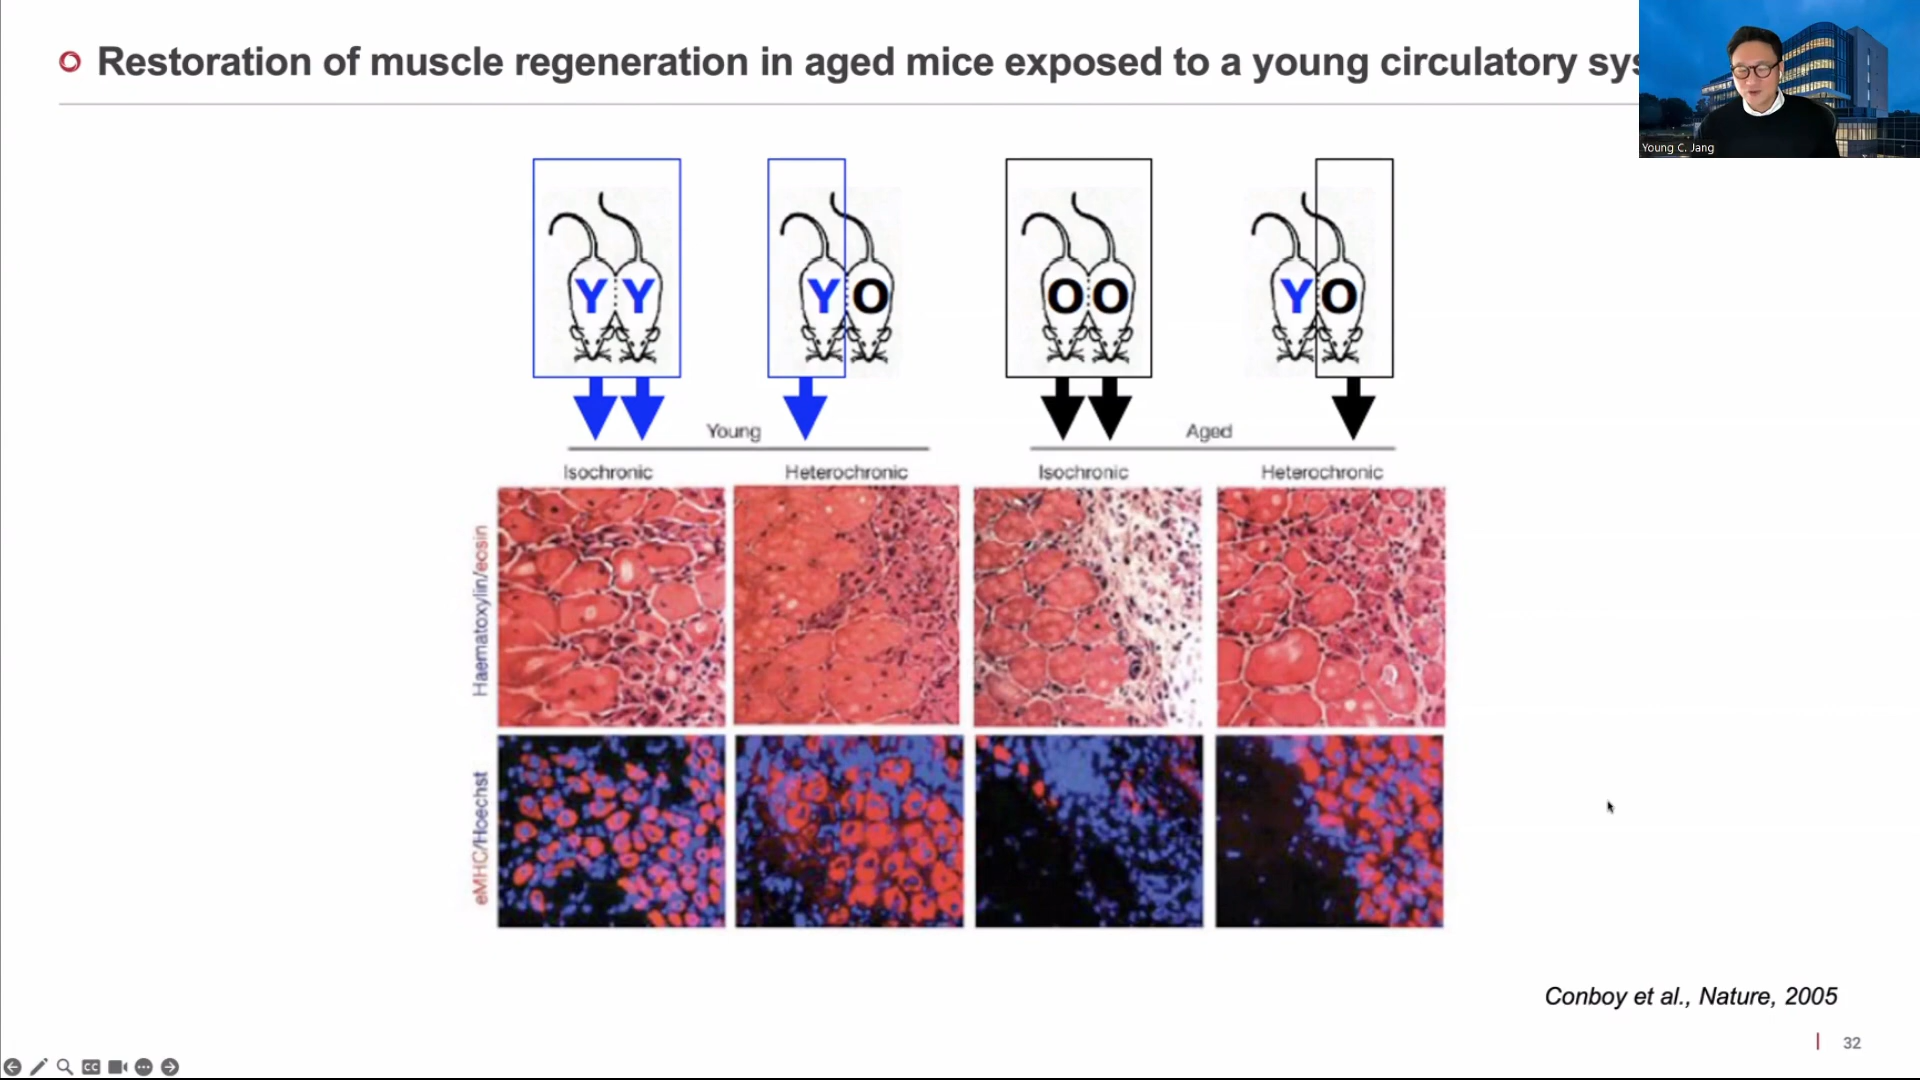 Restoration of muscle regeneration in aged mice exposed to a young circulatory sys
Young C. Jang
Y Y
Y O
O O
Y O
Young
Aged
Isochronic
Heterochronic
Isochronic
Heterochronic
Haematoxylin/eosin
eMHC/Hoechst
Conboy et al., Nature, 2005
32
CC